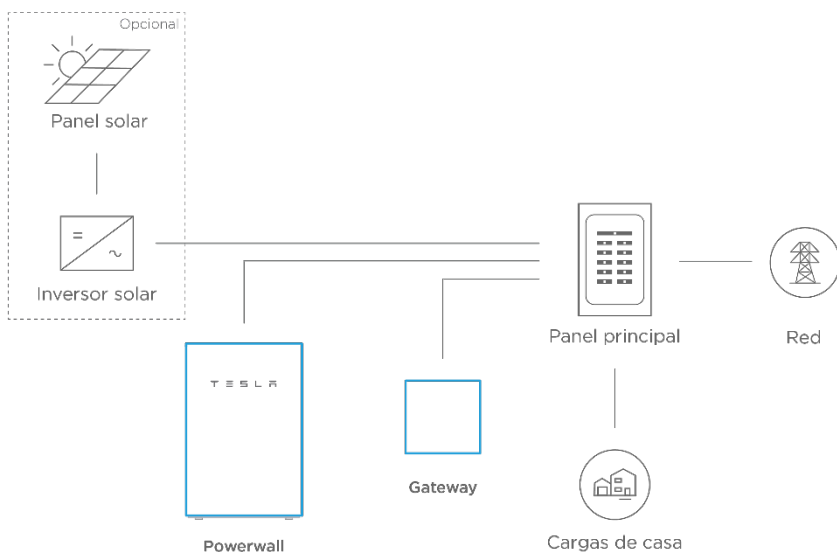 Opcional
Panel solar
Inversor solar
TESLA
Powerwall
Gateway
Panel principal
Red
Cargas de casa